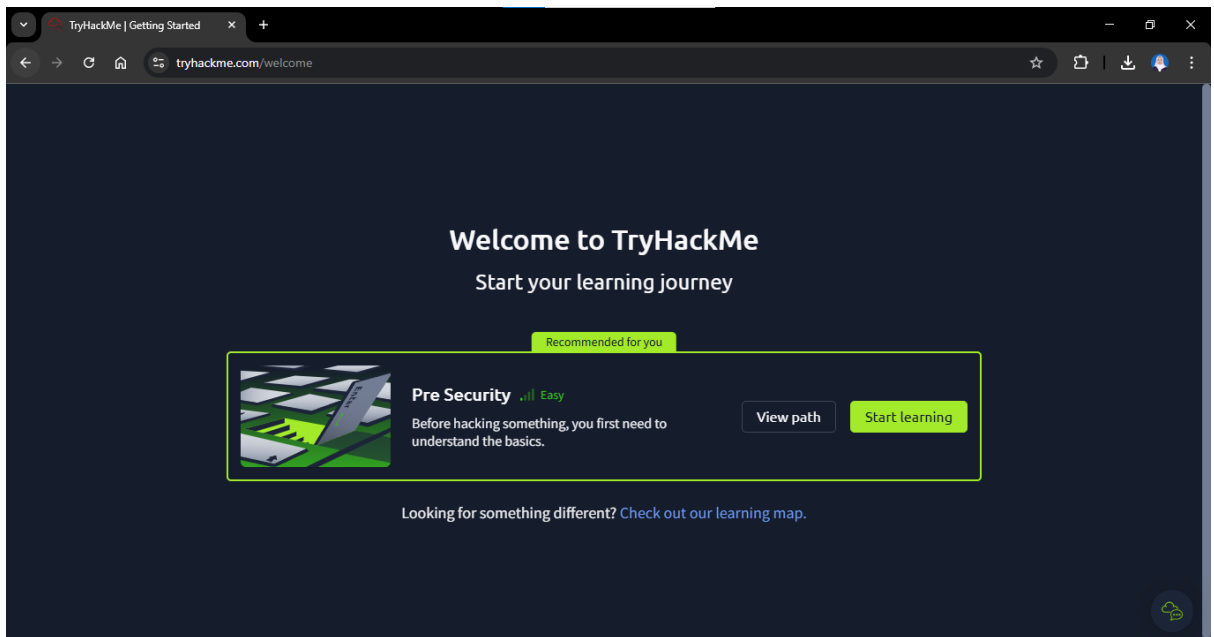 TryHackMe | Getting Started
tryhackme.com/welcome
Welcome to TryHackMe
Start your learning journey
Recommended for you
Enter
Pre Security Easy
Before hacking something, you first need to
understand the basics.
View path
Start learning
Looking for something different? Check out our learning map.